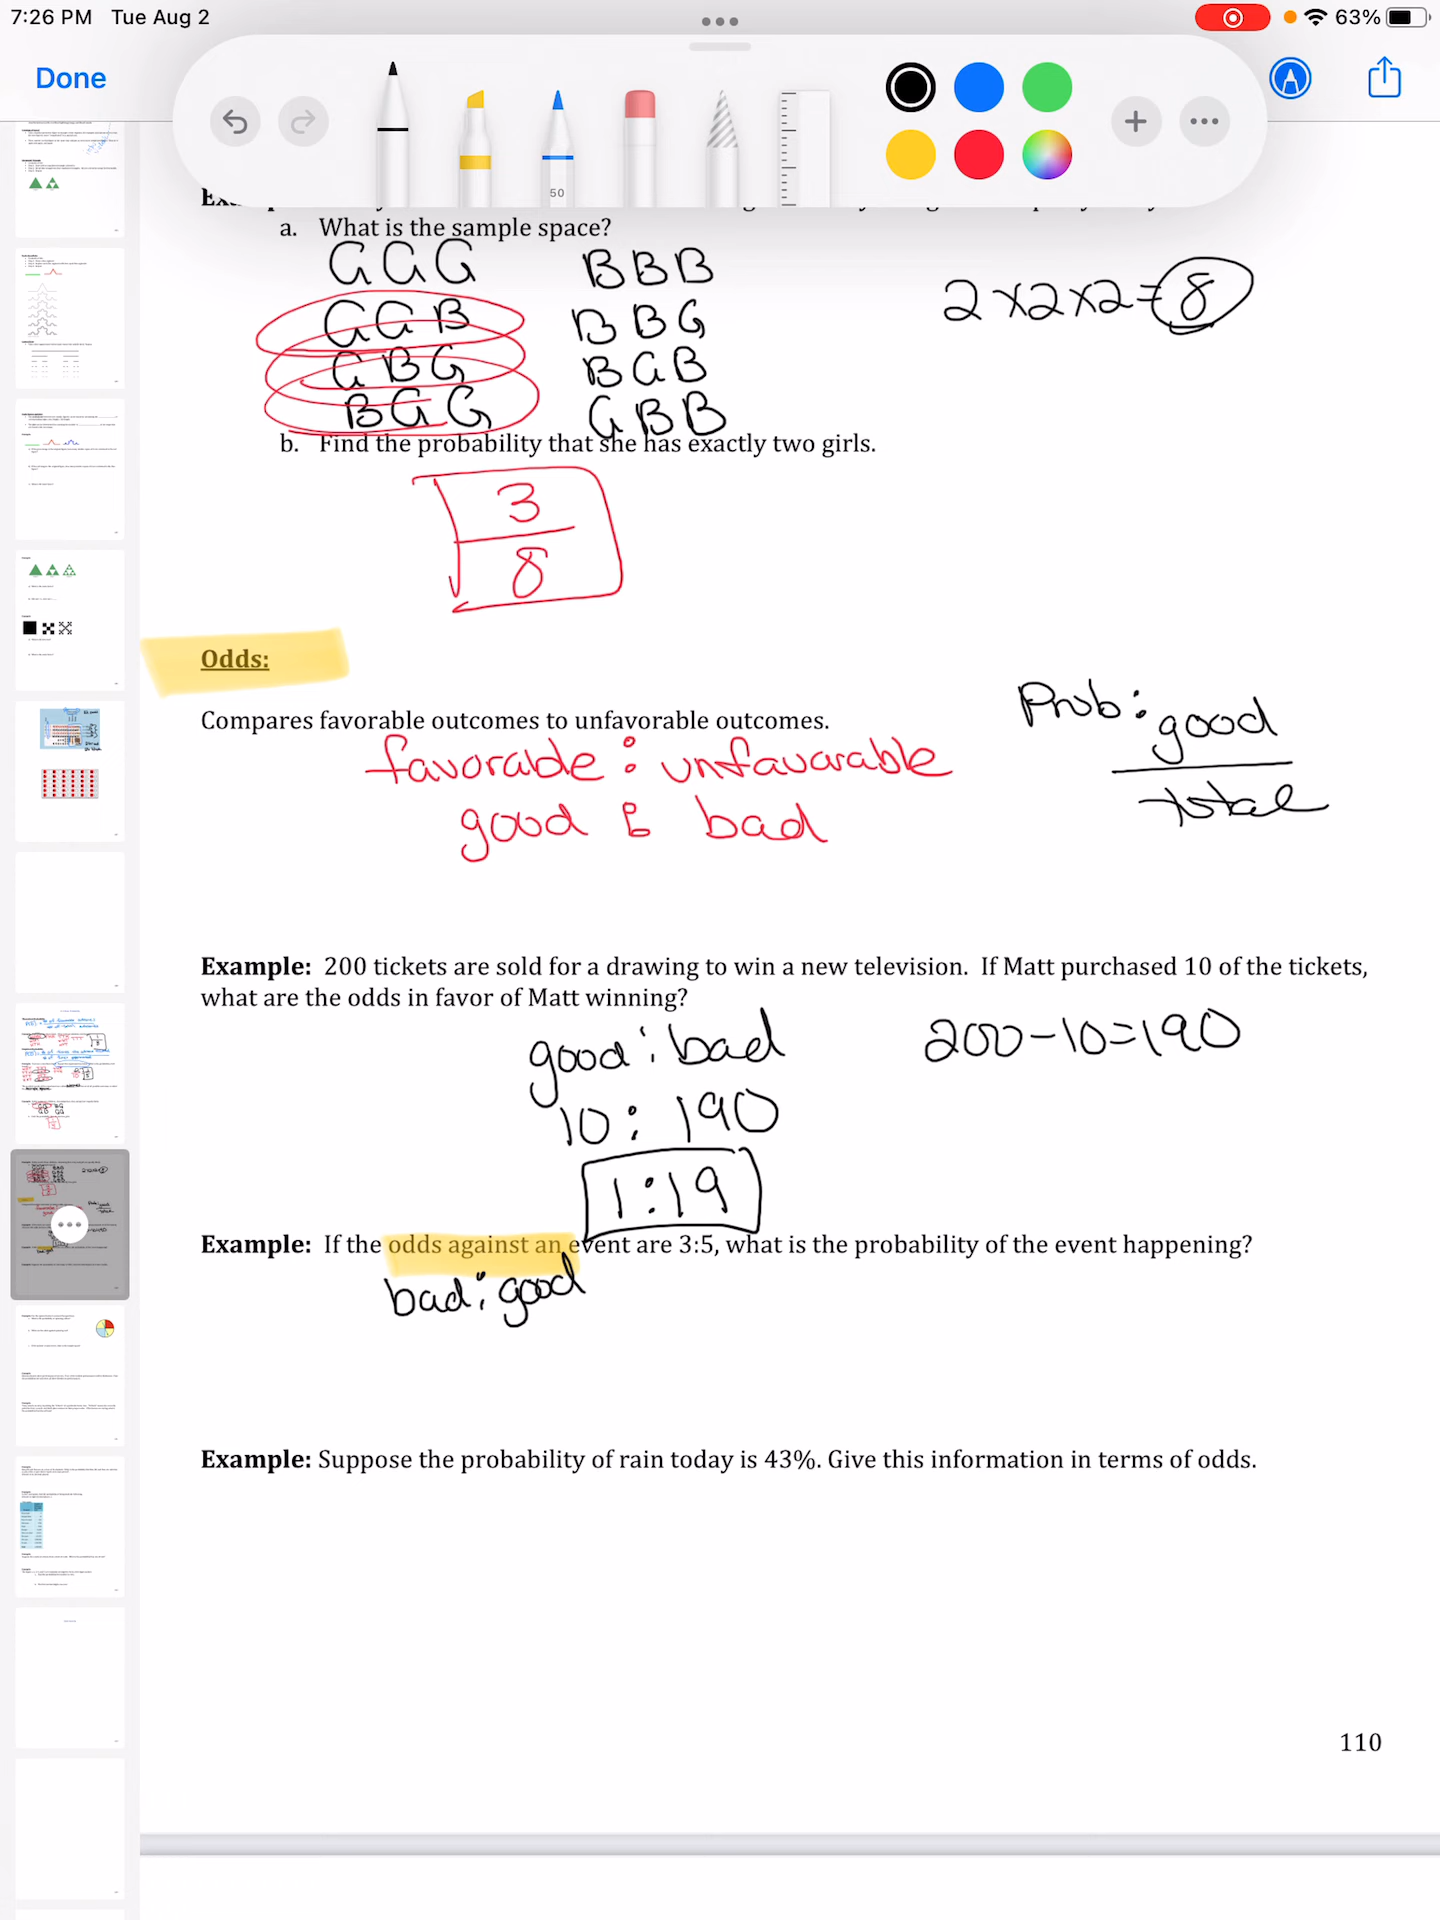 7:26 PM Tue Aug 2
63%
Done
50
a. What is the sample space?
GGG BBB
GGB BBG
GBG BGB
BGG GBB
2x2x2=8
b. Find the probability that she has exactly two girls.
3
8
Odds:
Compares favorable outcomes to unfavorable outcomes.
favorable : unfavorable
good : bad
Prob: good
total
Example: 200 tickets are sold for a drawing to win a new television. If Matt purchased 10 of the tickets,
what are the odds in favor of Matt winning?
good : bad
200-10=190
10 : 190
1:19
Example: If the odds against an event are 3:5, what is the probability of the event happening?
bad : good
Example: Suppose the probability of rain today is 43%. Give this information in terms of odds.
110